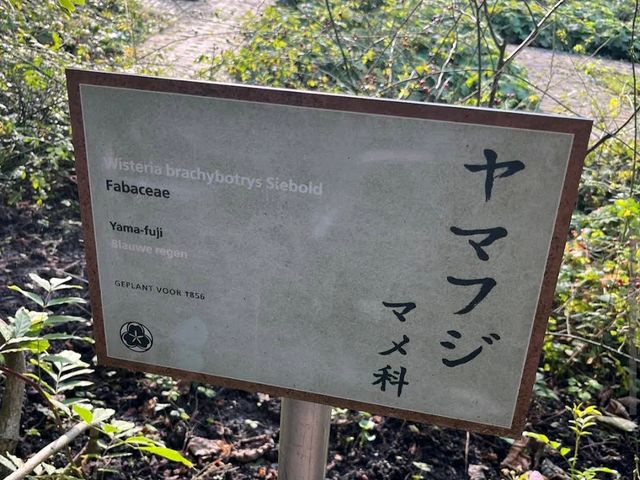 Wisteria brachybotrys Siebold
Fabaceae
Yama-fuji
Blauwe regen
GEPLANT VOOR 1856
ヤマフジ
マメ科